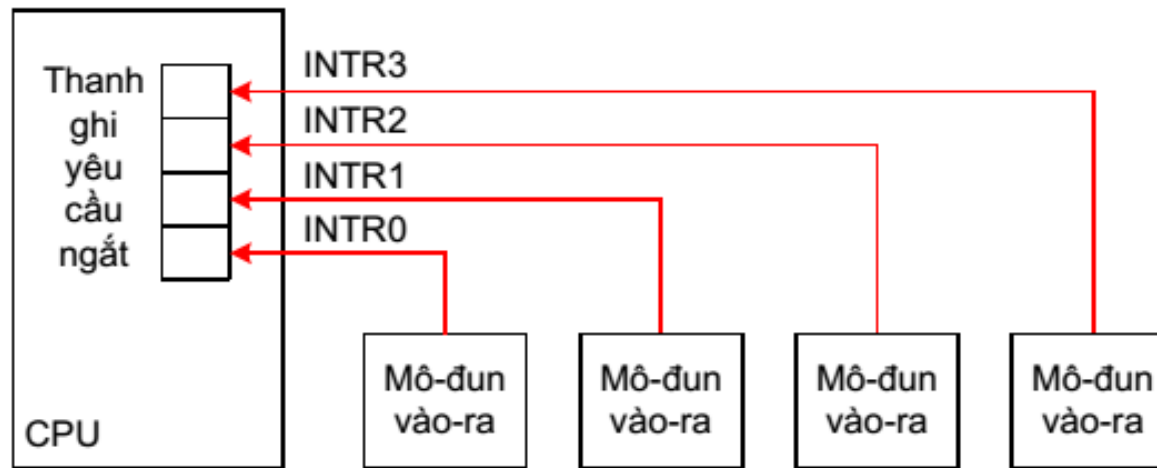 Thanh
ghi
yêu
cầu
ngắt
INTR3
INTR2
INTR1
INTR0
CPU
Mô-đun
vào-ra
Mô-đun
vào-ra
Mô-đun
vào-ra
Mô-đun
vào-ra